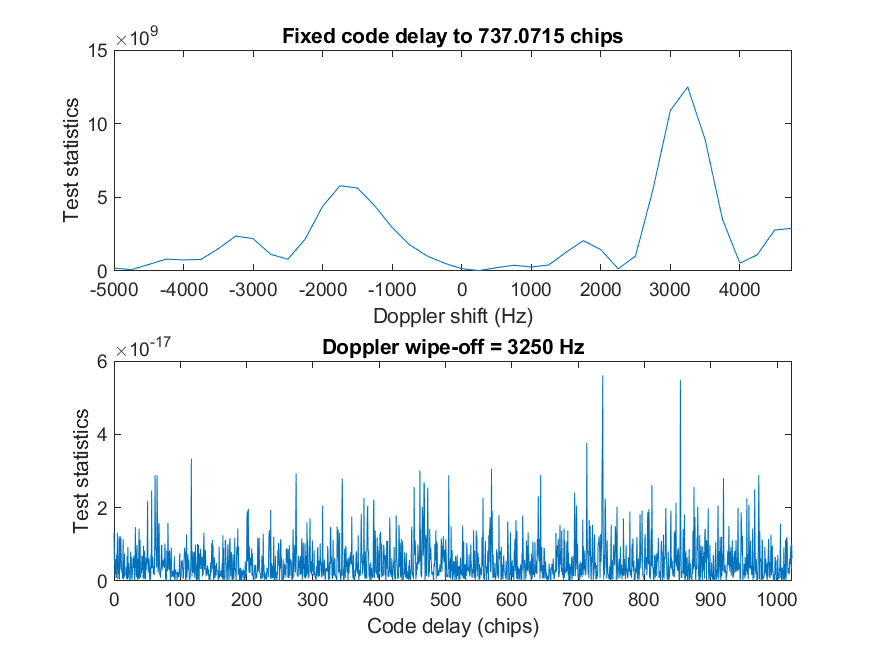 ×10^9
Fixed code delay to 737.0715 chips
15
10
5
0
Test statistics
-5000 -4000 -3000 -2000 -1000 0 1000 2000 3000 4000
Doppler shift (Hz)
×10^-17
Doppler wipe-off = 3250 Hz
6
4
2
0
Test statistics
0 100 200 300 400 500 600 700 800 900 1000
Code delay (chips)